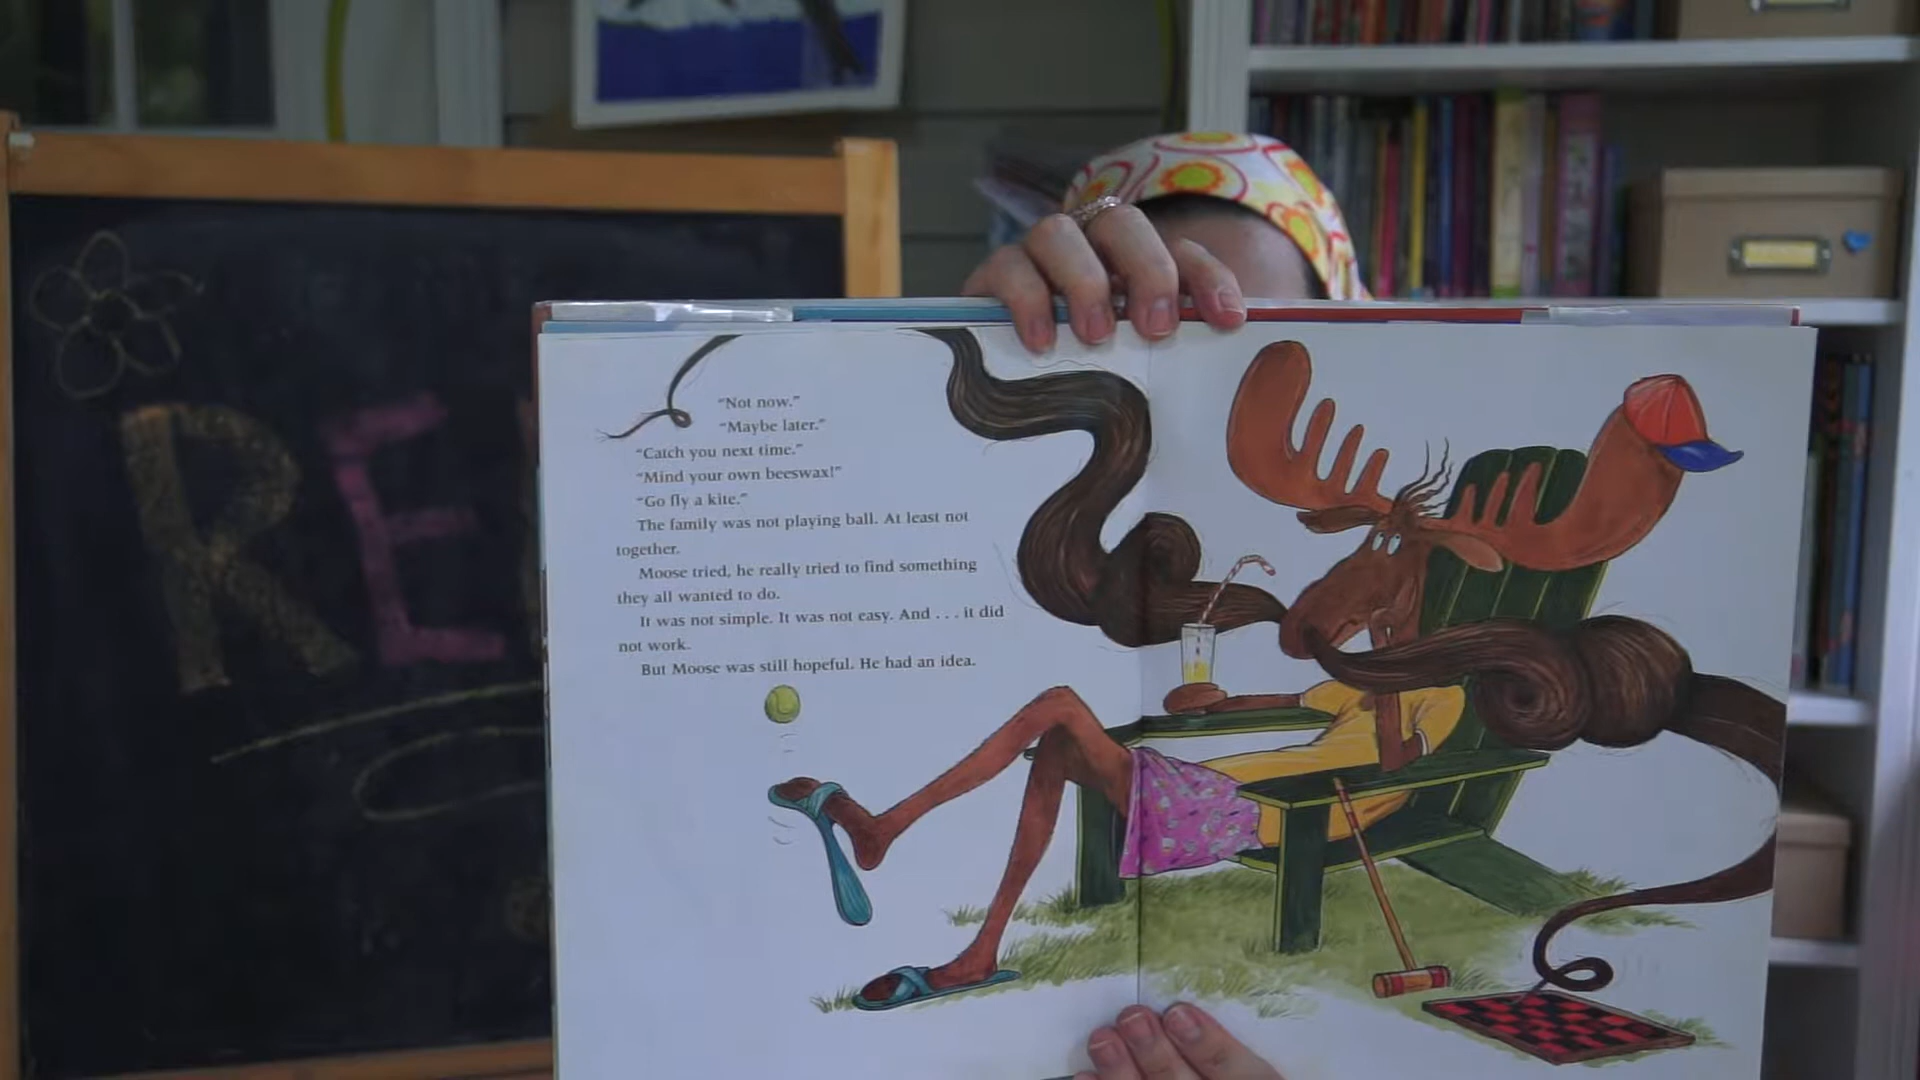 RE
"Not now."
"Maybe later."
"Catch you next time."
"Mind your own beeswax!"
"Go fly a kite."
The family was not playing ball. At least not
together.
Moose tried, he really tried to find something
they all wanted to do.
It was not simple. It was not easy. And . . . it did
not work.
But Moose was still hopeful. He had an idea.